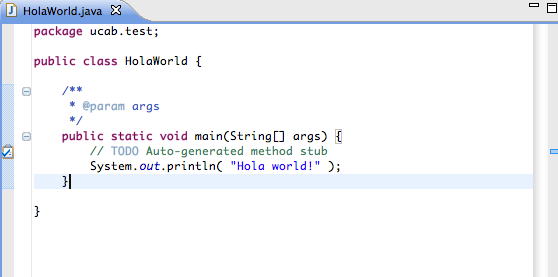 HolaWorld.java
package ucab.test;
public class HolaWorld {
/**
* @param args
*/
public static void main(String[] args) {
// TODO Auto-generated method stub
System.out.println( "Hola world!" );
}
}